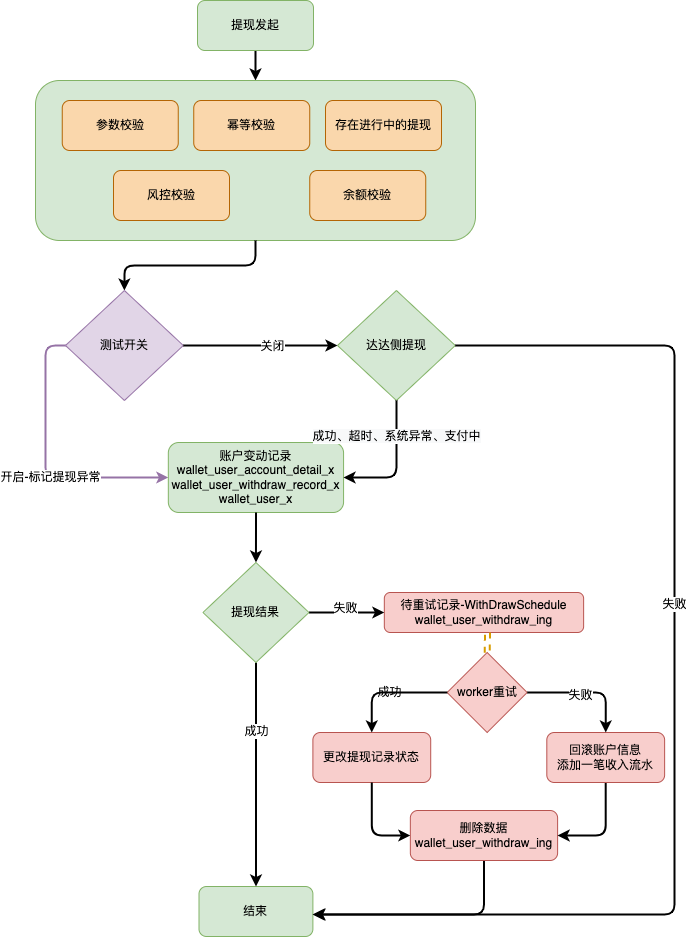 提现发起
参数校验
幂等校验
存在进行中的提现
风控校验
余额校验
测试开关
关闭
达达侧提现
成功、超时、系统异常、支付中
开启-标记提现异常
账户变动记录
wallet_user_account_detail_x
wallet_user_withdraw_record_x
wallet_user_x
失败
提现结果
失败
待重试记录-WithDrawSchedule
wallet_user_withdraw_ing
成功
worker重试
失败
成功
更改提现记录状态
回滚账户信息
添加一笔收入流水
删除数据
wallet_user_withdraw_ing
结束